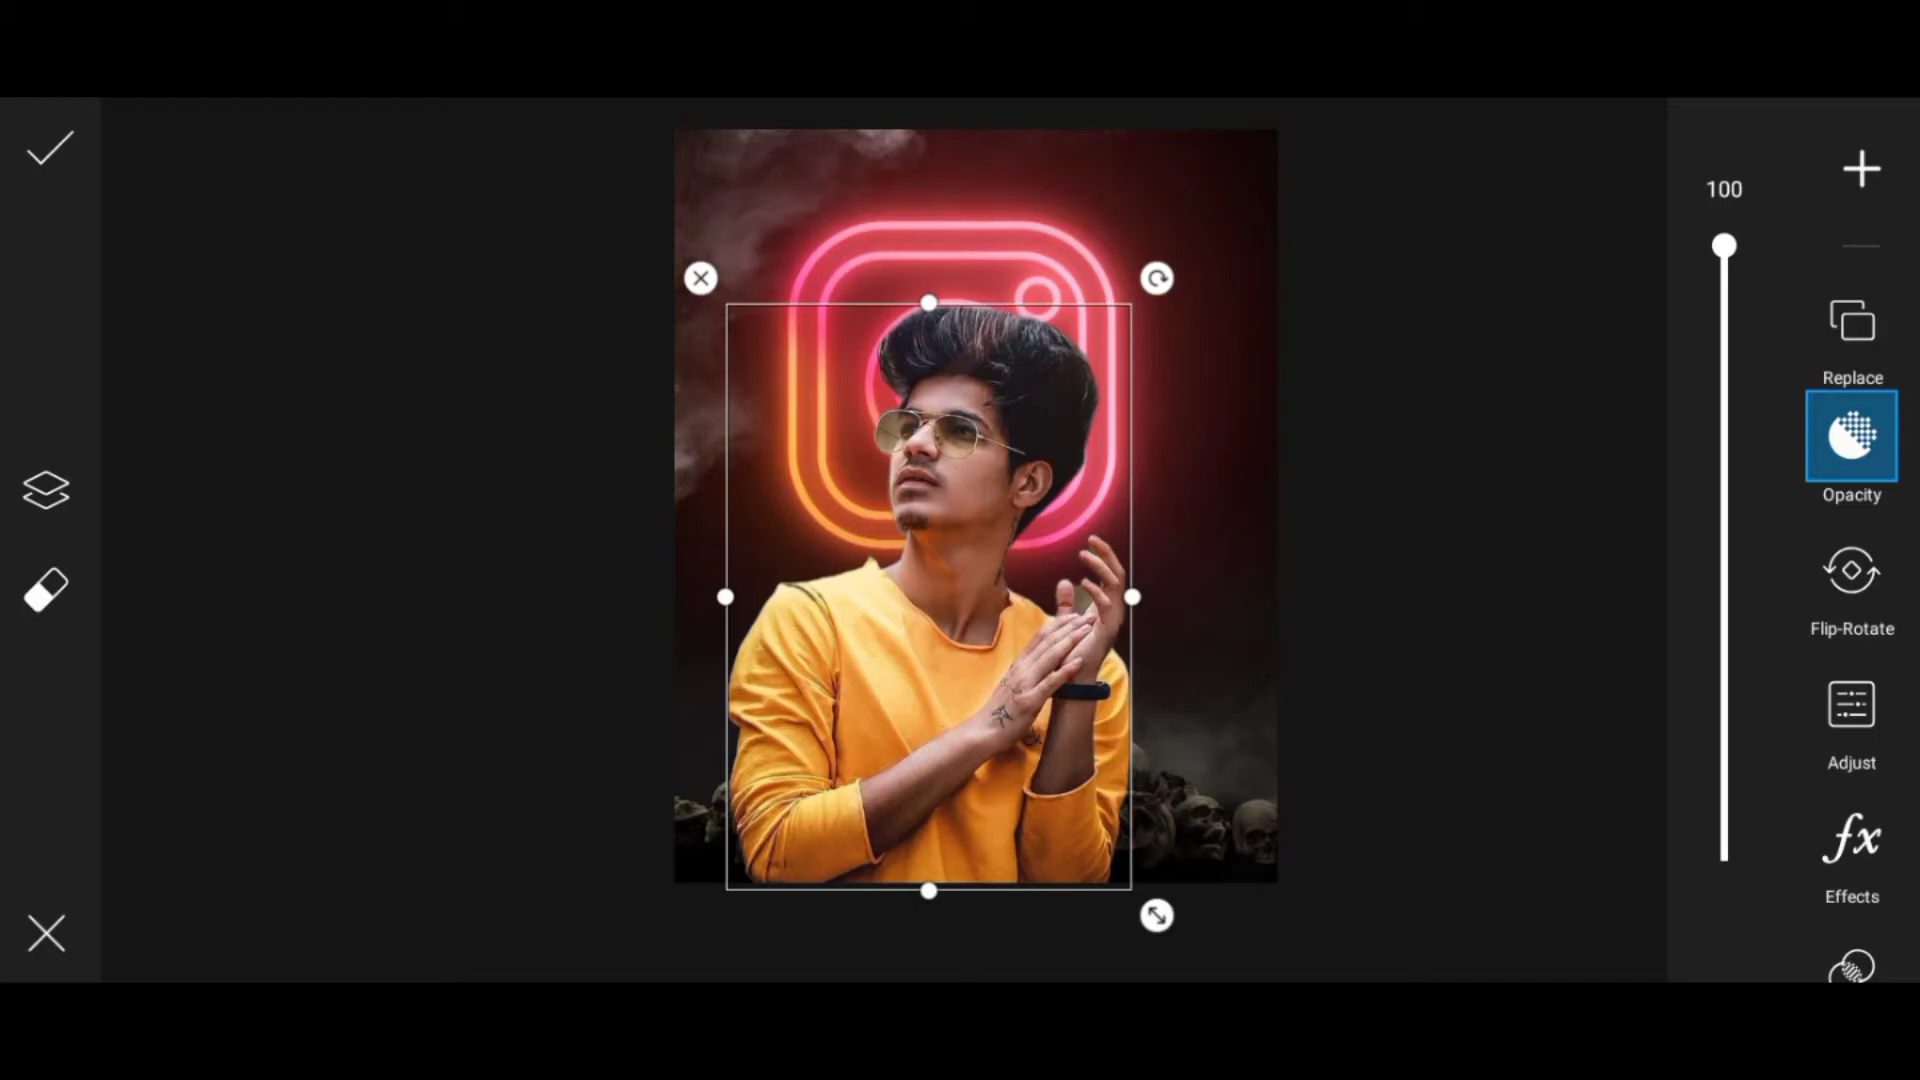 100
Replace
Opacity
Flip-Rotate
Adjust
fx
Effects